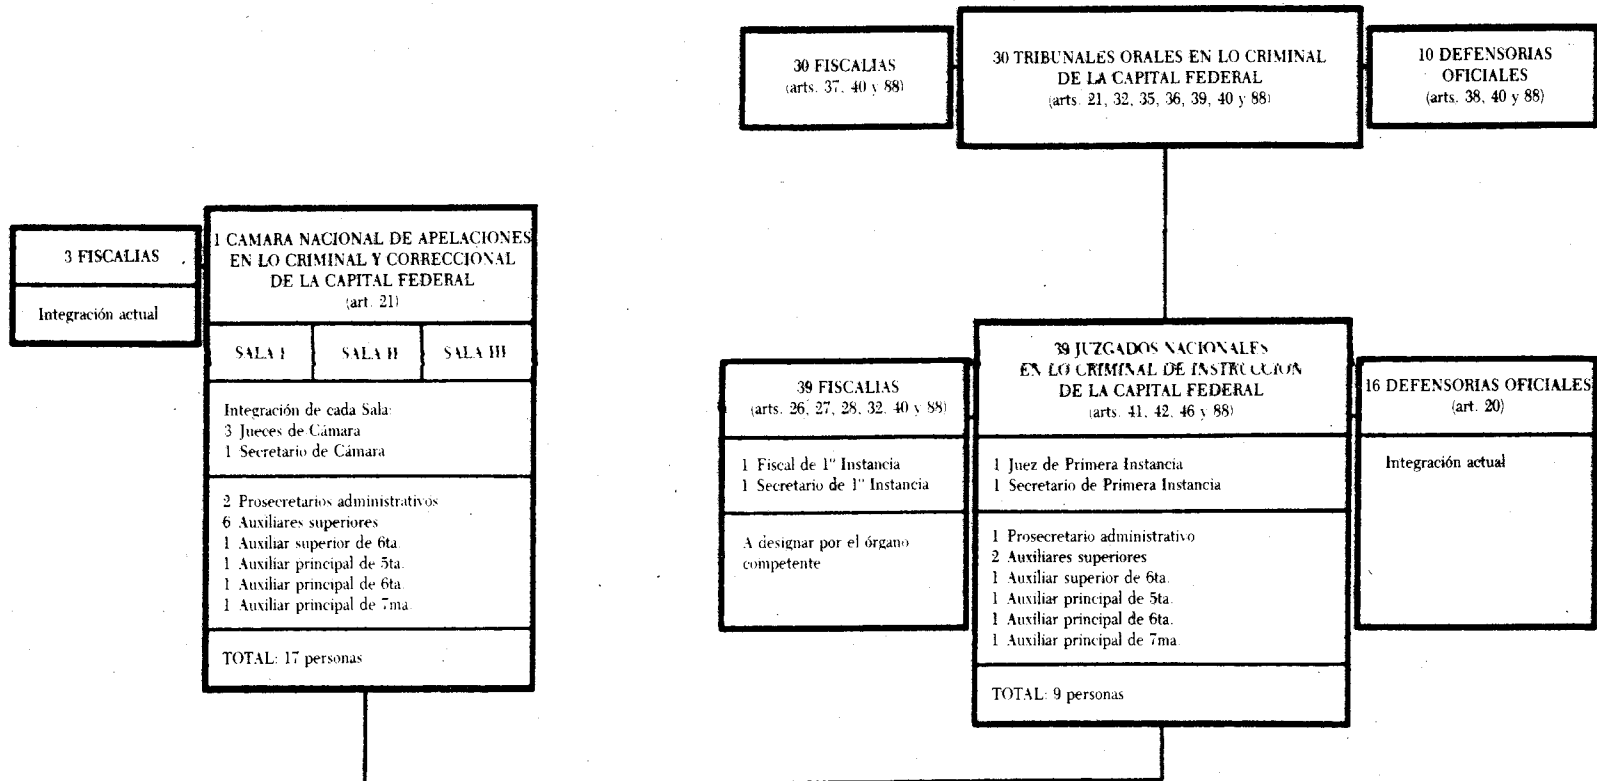 30 FISCALIAS
(arts. 37, 40 y 88)
30 TRIBUNALES ORALES EN LO CRIMINAL
DE LA CAPITAL FEDERAL
(arts. 21, 32, 35, 36, 39, 40 y 88)
10 DEFENSORIAS
OFICIALES
(arts. 38, 40 y 88)
3 FISCALIAS
Integración actual
1 CAMARA NACIONAL DE APELACIONES
EN LO CRIMINAL Y CORRECCIONAL
DE LA CAPITAL FEDERAL
(art. 21)
SALA I
SALA II
SALA III
Integración de cada Sala:
3 Jueces de Cámara
1 Secretario de Cámara
2 Prosecretarios administrativos
6 Auxiliares superiores
1 Auxiliar superior de 6ta.
1 Auxiliar principal de 5ta.
1 Auxiliar principal de 6ta.
1 Auxiliar principal de 7ma.
TOTAL: 17 personas
39 FISCALIAS
(arts. 26, 27, 28, 32, 40 y 88)
1 Fiscal de 1ª Instancia
1 Secretario de 1ª Instancia
A designar por el órgano
competente
39 JUZGADOS NACIONALES
EN LO CRIMINAL DE INSTRUCCION
DE LA CAPITAL FEDERAL
(arts. 41, 42, 46 y 88)
1 Juez de Primera Instancia
1 Secretario de Primera Instancia
1 Prosecretario administrativo
2 Auxiliares superiores
1 Auxiliar superior de 6ta.
1 Auxiliar principal de 5ta.
1 Auxiliar principal de 6ta.
1 Auxiliar principal de 7ma.
TOTAL: 9 personas
16 DEFENSORIAS OFICIALES
(art. 20)
Integración actual